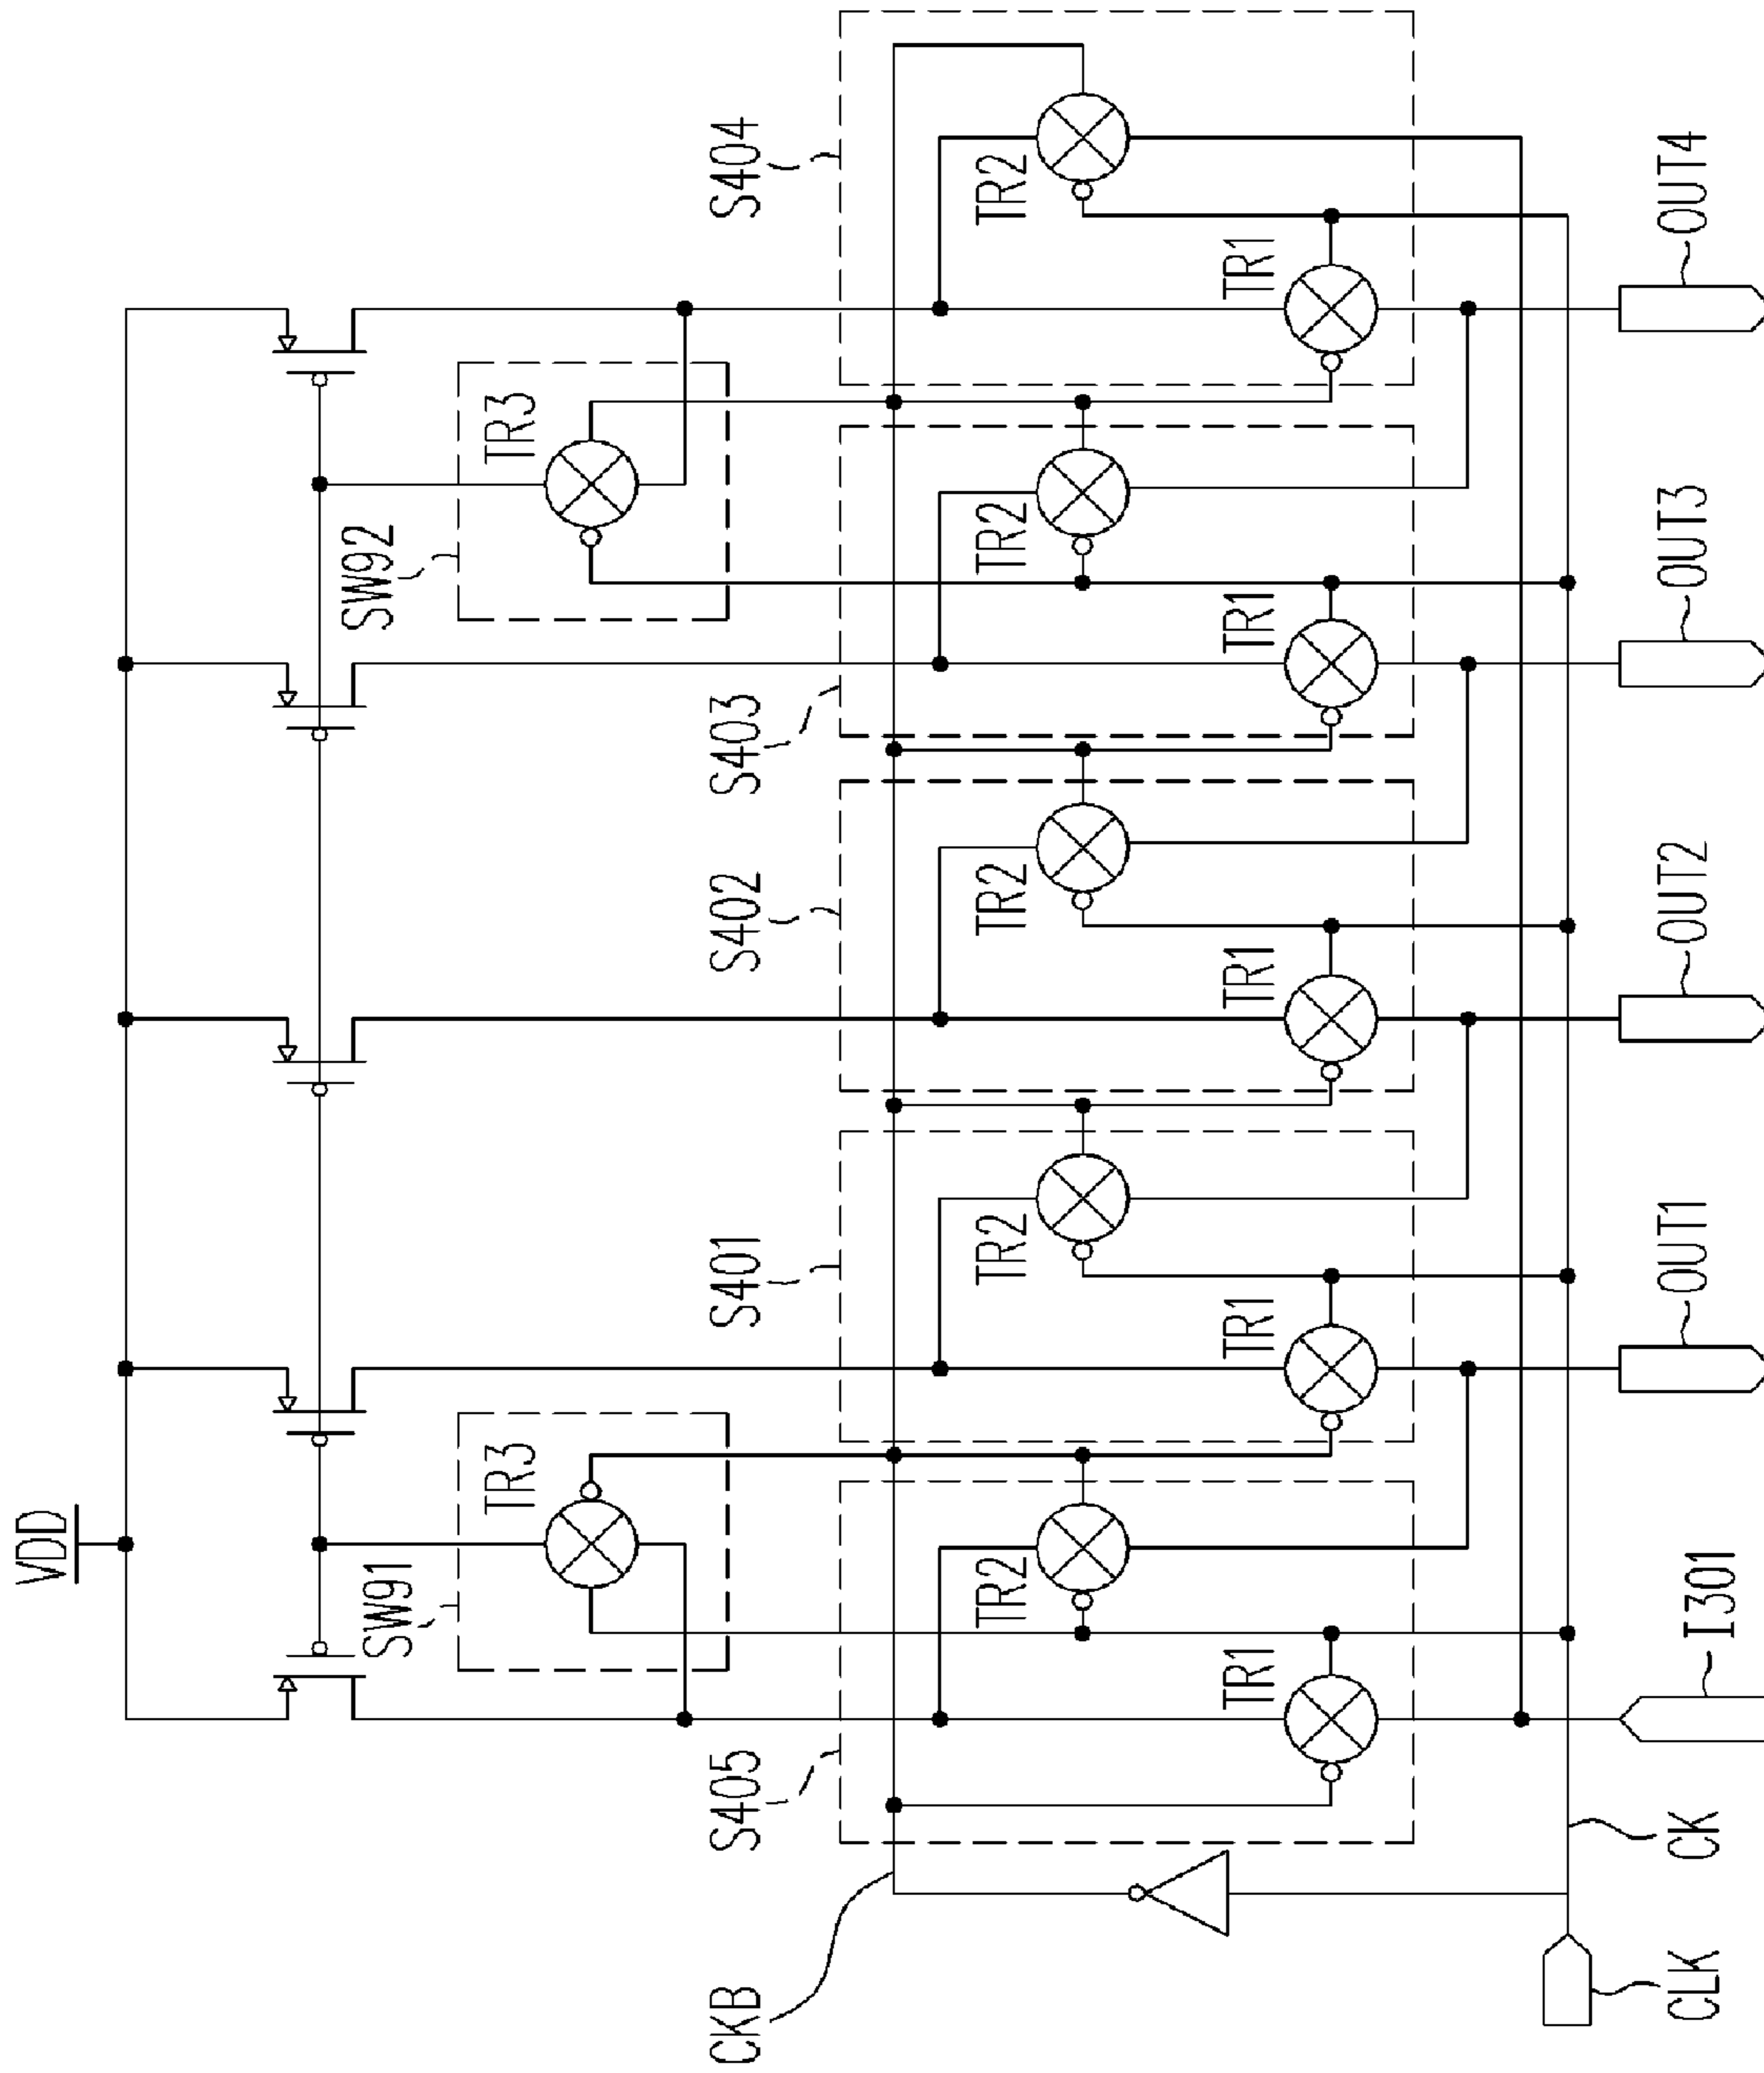 VDD
SW91
TR3
SW92
TR3
S405
TR2
TR1
S401
TR2
TR1
S402
TR2
TR1
S403
TR2
TR1
S404
TR2
TR1
CKB
CLK
CK
I301
OUT1
OUT2
OUT3
OUT4